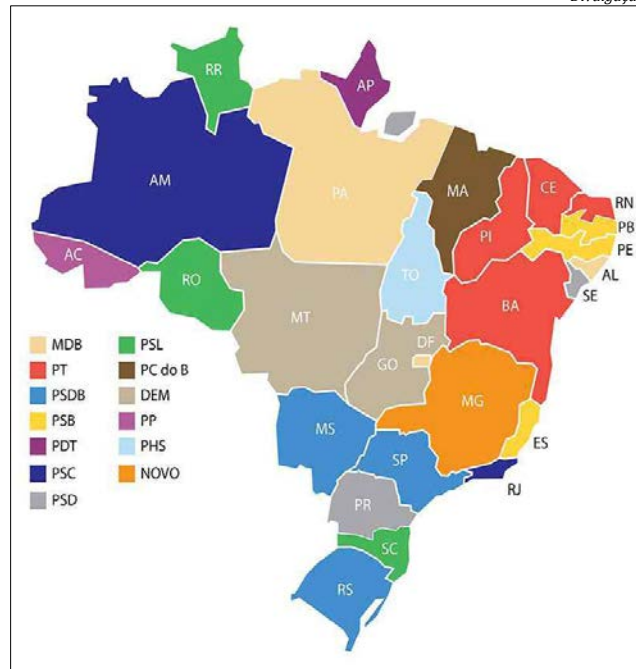 Divulgação
RR
AP
AM
PA
MA
CE
RN
PB
PE
AL
SE
PI
AC
RO
TO
BA
MT
DF
GO
MG
ES
MS
SP
RJ
PR
SC
RS
MDB
PT
PSDB
PSB
PDT
PSC
PSD
PSL
PC do B
DEM
PP
PHS
NOVO